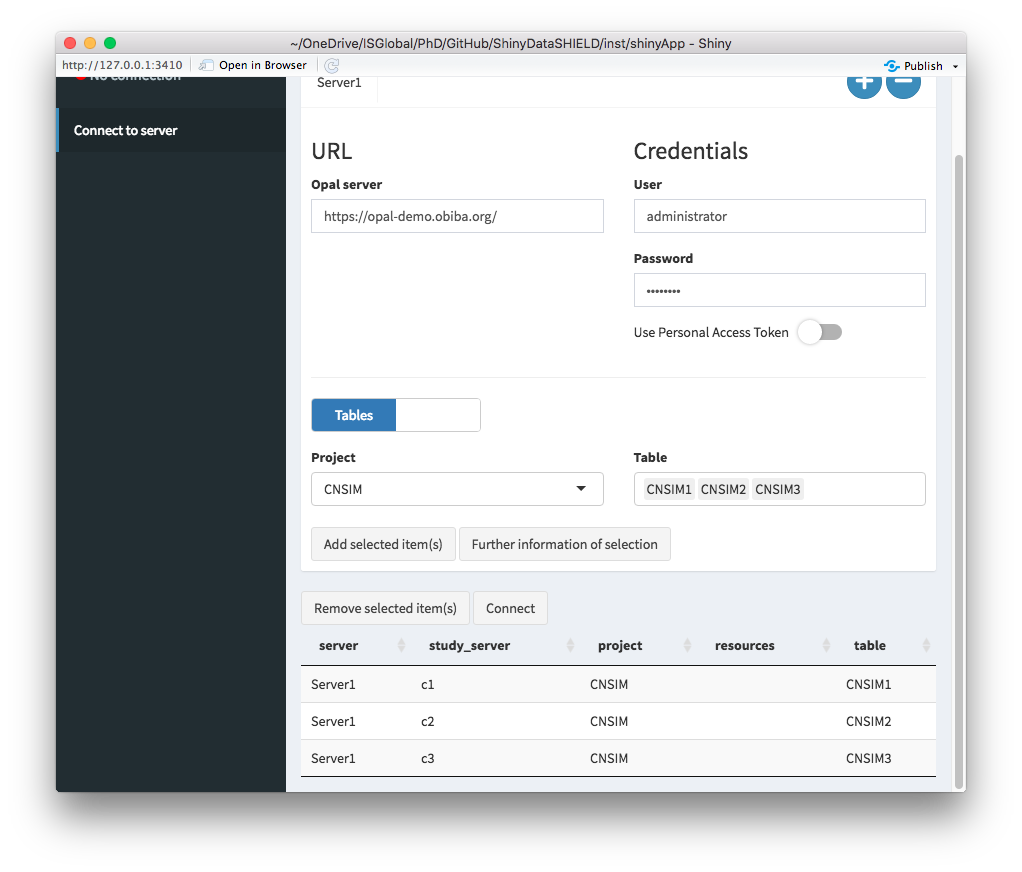 ~/OneDrive/ISGlobal/PhD/GitHub/ShinyDataSHIELD/inst/shinyApp - Shiny
http://127.0.0.1:3410 Open in Browser Publish
No connection
Server1
Connect to server
URL Credentials
Opal server User
https://opal-demo.obiba.org/ administrator
Password
••••••••
Use Personal Access Token
Tables
Project Table
CNSIM CNSIM1 CNSIM2 CNSIM3
Add selected item(s) Further information of selection
Remove selected item(s) Connect
server study_server project resources table
Server1 c1 CNSIM CNSIM1
Server1 c2 CNSIM CNSIM2
Server1 c3 CNSIM CNSIM3